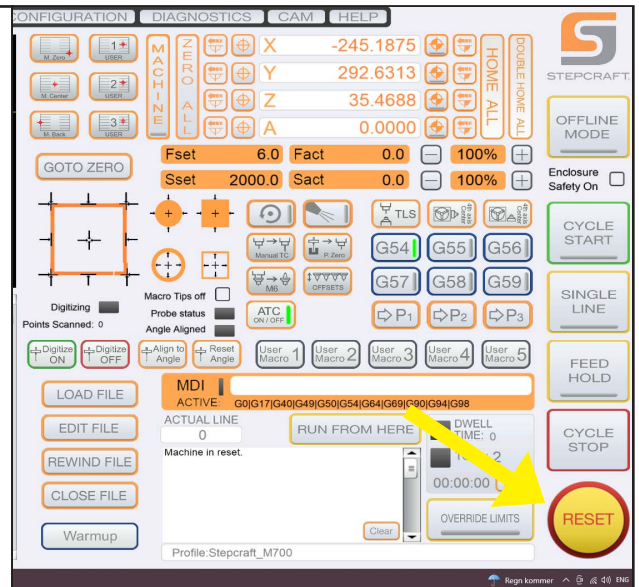 CONFIGURATION DIAGNOSTICS CAM HELP
M. Zero 1 USER
M. Center 2 USER
M. Back 3 USER
MACHINE
ZERO ALL
X -245.1875
Y 292.6313
Z 35.4688
A 0.0000
HOME ALL
DOUBLE HOME ALL
STEPCRAFT
OFFLINE
MODE
GOTO ZERO
Fset 6.0 Fact 0.0 100%
Sset 2000.0 Sact 0.0 100%
Enclosure
Safety On
TLS
4th axis Center
4th axis Center
Manual TC P. Zero
G54 G55 G56
CYCLE
START
M6 OFFSETS
G57 G58 G59
Macro Tips off
Digitizing Probe status
Points Scanned: 0 Angle Aligned
ATC
ON / OFF
P1 P2 P3
SINGLE
LINE
Digitize ON
Digitize OFF
Align to Angle
Reset Angle
User Macro 1
User Macro 2
User Macro 3
User Macro 4
User Macro 5
FEED
HOLD
LOAD FILE
MDI
ACTIVE: G0|G17|G40|G49|G50|G54|G64|G69|G90|G94|G98
EDIT FILE
ACTUAL LINE
0
RUN FROM HERE
DWELL
TIME: 0
CYCLE
STOP
REWIND FILE
Machine in reset.
2
CLOSE FILE
00:00:00
Warmup
Clear
OVERRIDE LIMITS
RESET
Profile:Stepcraft_M700
Regn kommer ENG